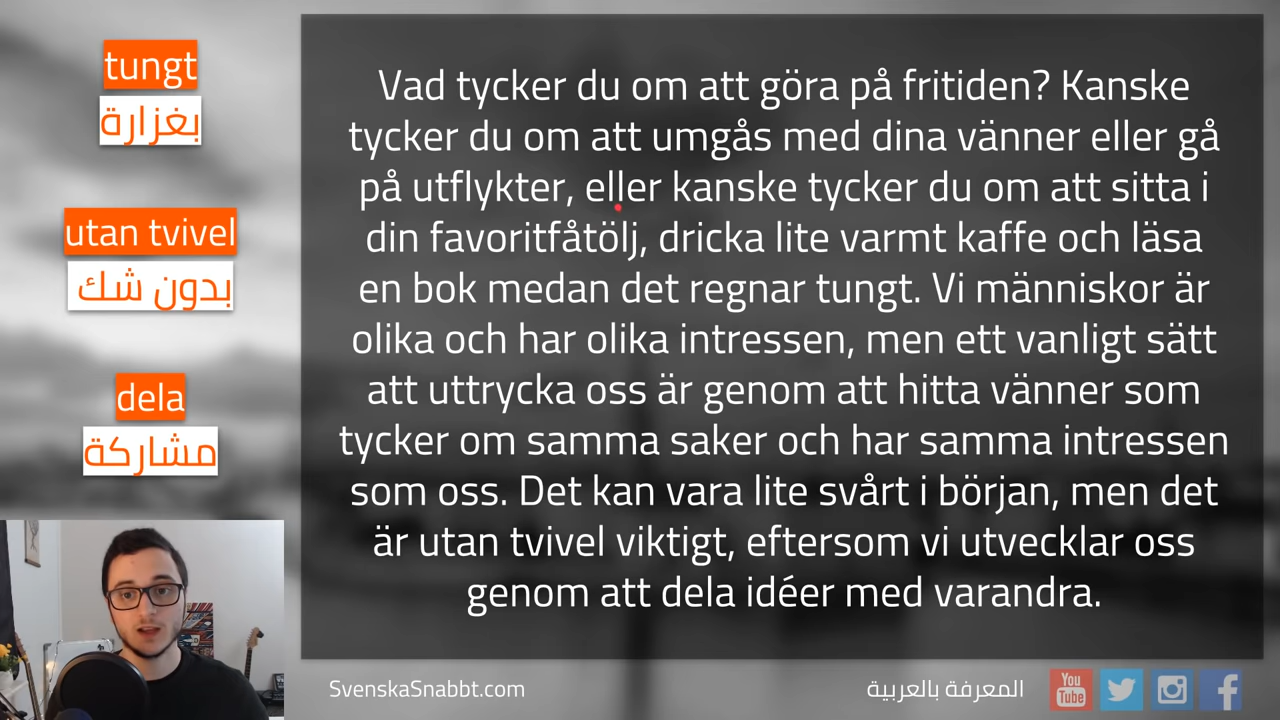 tungt
بغزارة
utan tvivel
بدون شك
dela
مشاركة
Vad tycker du om att göra på fritiden? Kanske
tycker du om att umgås med dina vänner eller gå
på utflykter, eller kanske tycker du om att sitta i
din favoritfåtölj, dricka lite varmt kaffe och läsa
en bok medan det regnar tungt. Vi människor är
olika och har olika intressen, men ett vanligt sätt
att uttrycka oss är genom att hitta vänner som
tycker om samma saker och har samma intressen
som oss. Det kan vara lite svårt i början, men det
är utan tvivel viktigt, eftersom vi utvecklar oss
genom att dela idéer med varandra.
SvenskaSnabbt.com
المعرفة بالعربية
You
Tube